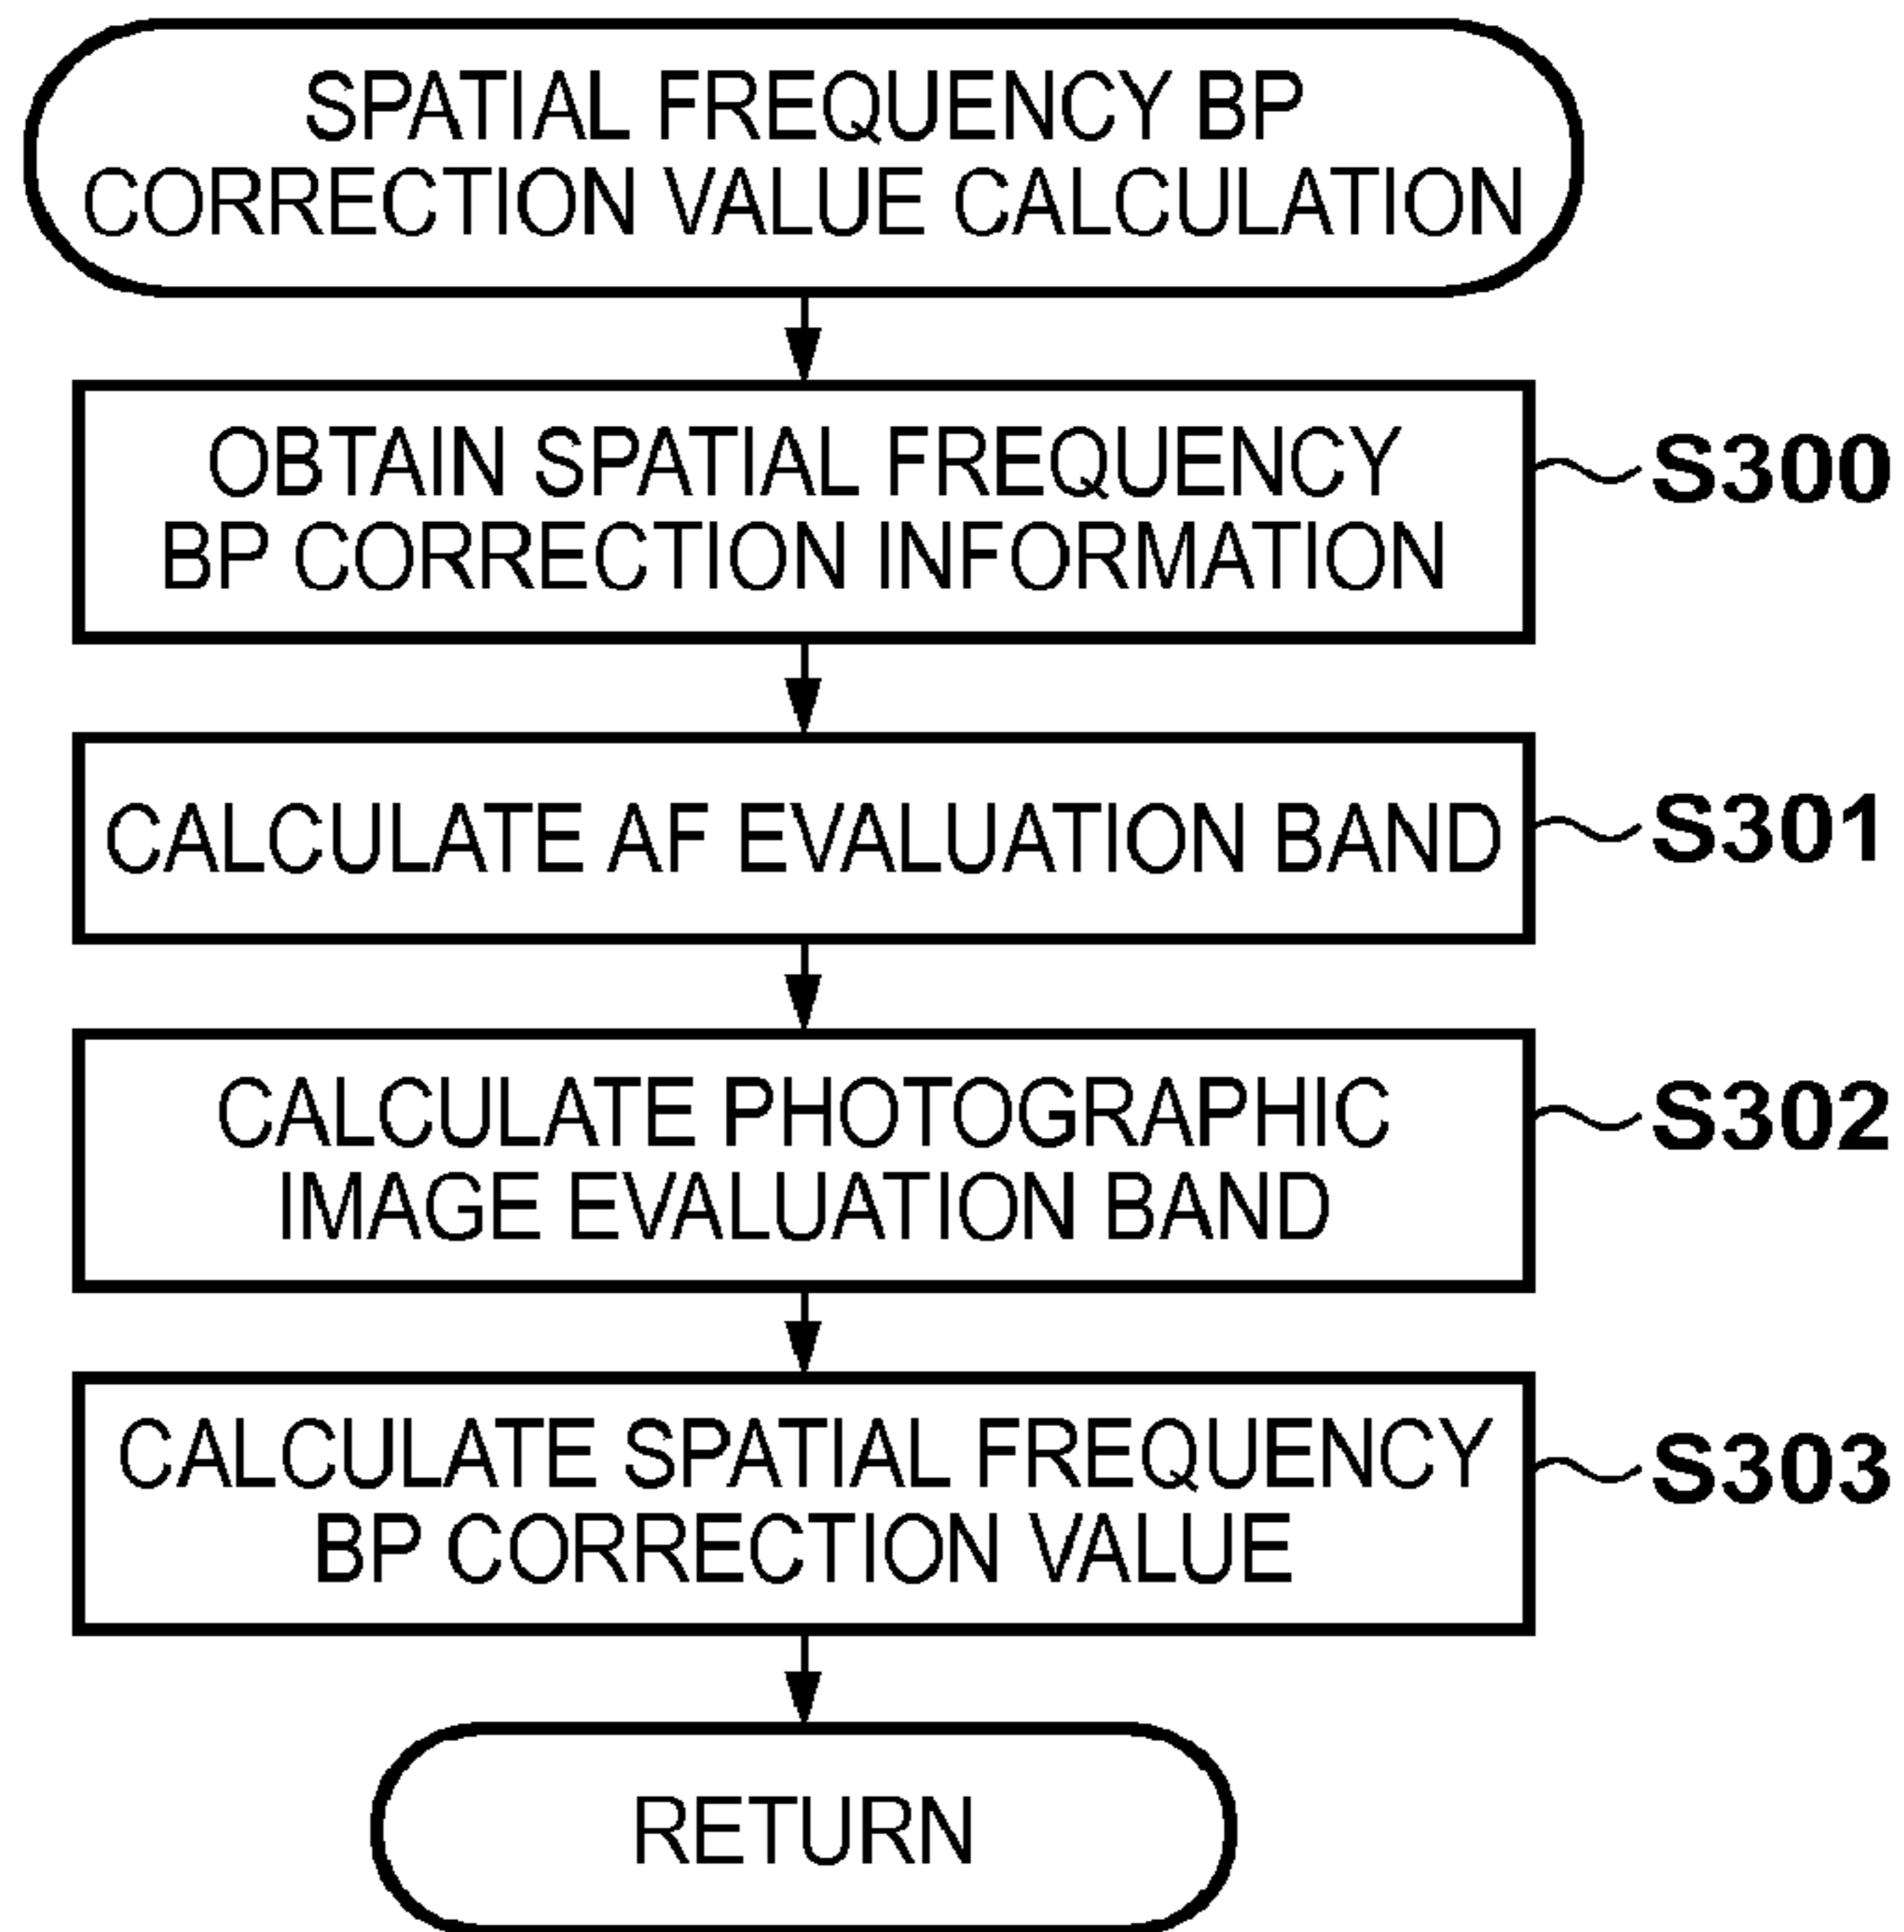 SPATIAL FREQUENCY BP
CORRECTION VALUE CALCULATION
OBTAIN SPATIAL FREQUENCY
BP CORRECTION INFORMATION
S300
CALCULATE AF EVALUATION BAND
S301
CALCULATE PHOTOGRAPHIC
IMAGE EVALUATION BAND
S302
CALCULATE SPATIAL FREQUENCY
BP CORRECTION VALUE
S303
RETURN